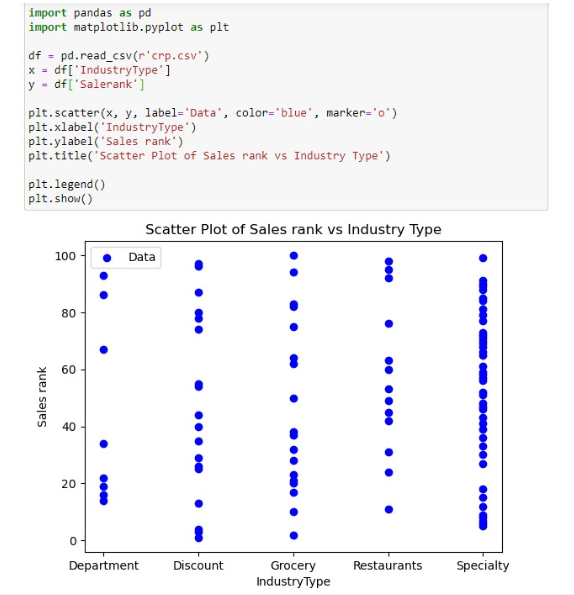 import pandas as pd
import matplotlib.pyplot as plt
df = pd.read_csv(r'crp.csv')
x = df['IndustryType']
y = df['Salerank']
plt.scatter(x, y, label='Data', color='blue', marker='o')
plt.xlabel('IndustryType')
plt.ylabel('Sales rank')
plt.title('Scatter Plot of Sales rank vs Industry Type')
plt.legend()
plt.show()
Scatter Plot of Sales rank vs Industry Type
Data
100
80
60
40
20
0
Sales rank
Department Discount Grocery Restaurants Specialty
IndustryType